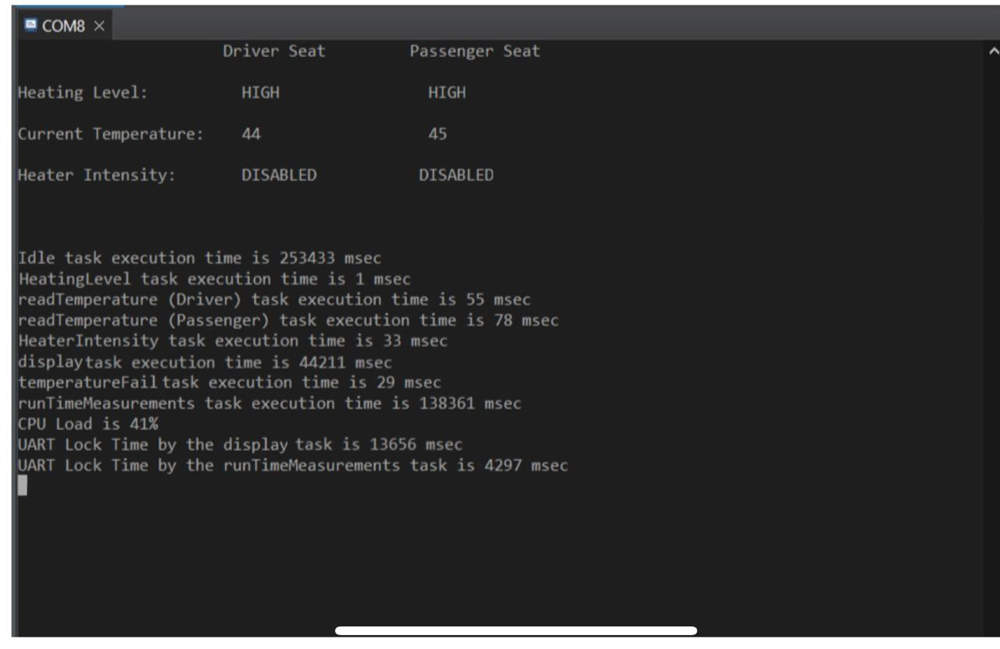 COM8
Driver Seat Passenger Seat
Heating Level: HIGH HIGH
Current Temperature: 44 45
Heater Intensity: DISABLED DISABLED
Idle task execution time is 253433 msec
HeatingLevel task execution time is 1 msec
readTemperature (Driver) task execution time is 55 msec
readTemperature (Passenger) task execution time is 78 msec
HeaterIntensity task execution time is 33 msec
displaytask execution time is 44211 msec
temperatureFail task execution time is 29 msec
runTimeMeasurements task execution time is 138361 msec
CPU Load is 41%
UART Lock Time by the display task is 13656 msec
UART Lock Time by the runTimeMeasurements task is 4297 msec